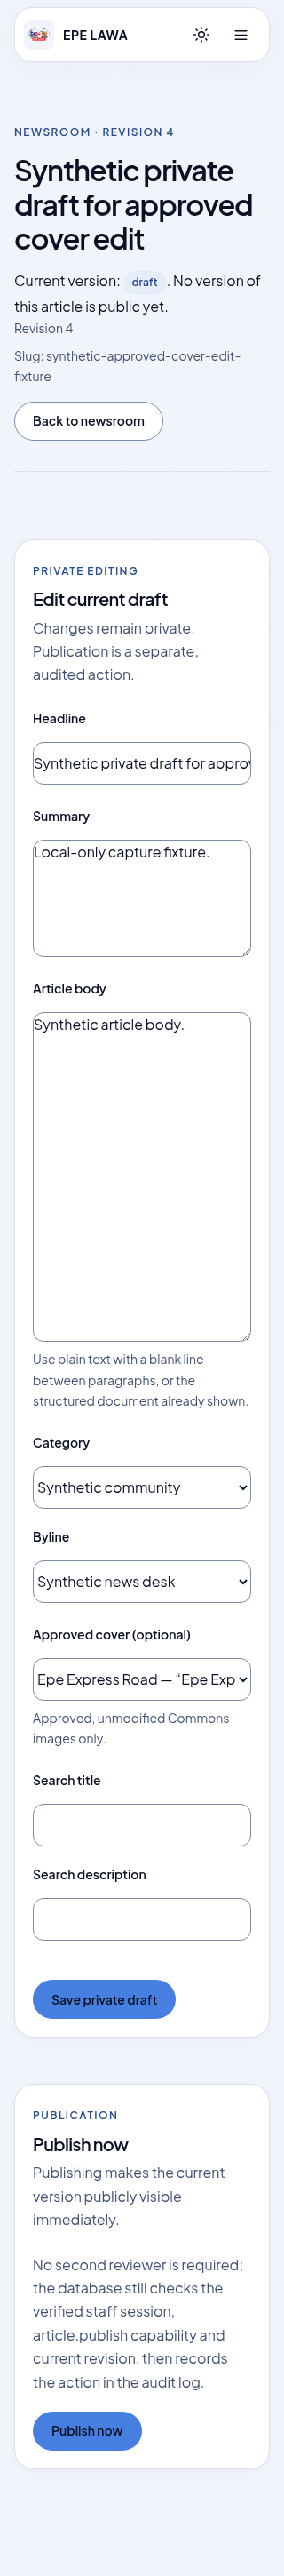 EPE LAWA
NEWSROOM · REVISION 4
Synthetic private
draft for approved
cover edit
Current version: draft. No version of
this article is public yet.
Revision 4
Slug: synthetic-approved-cover-edit-
fixture
Back to newsroom
PRIVATE EDITING
Edit current draft
Changes remain private.
Publication is a separate,
audited action.
Headline
Synthetic private draft for approv
Summary
Local-only capture fixture.
Article body
Synthetic article body.
Use plain text with a blank line
between paragraphs, or the
structured document already shown.
Category
Synthetic community
Byline
Synthetic news desk
Approved cover (optional)
Epe Express Road — “Epe Exp
Approved, unmodified Commons
images only.
Search title
Search description
Save private draft
PUBLICATION
Publish now
Publishing makes the current
version publicly visible
immediately.
No second reviewer is required;
the database still checks the
verified staff session,
article.publish capability and
current revision, then records
the action in the audit log.
Publish now